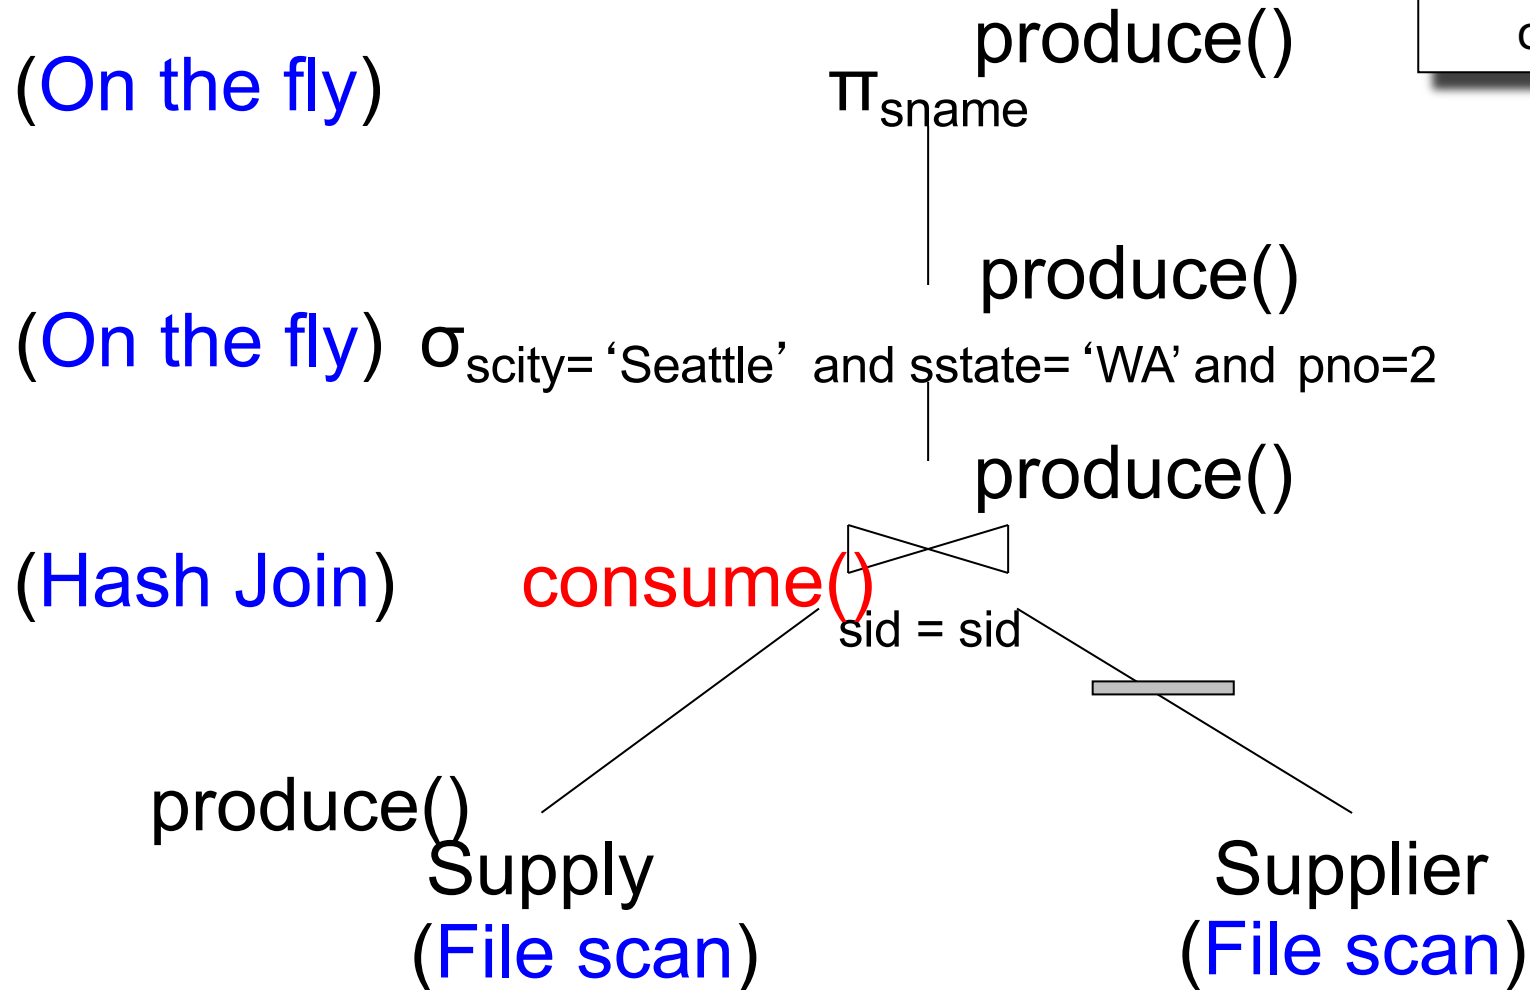 produce()
(On the fly) πsname
produce()
(On the fly) σscity= ‘Seattle’ and sstate= ‘WA’ and pno=2
produce()
(Hash Join) consume()
sid = sid
produce()
Supply Supplier
(File scan) (File scan)